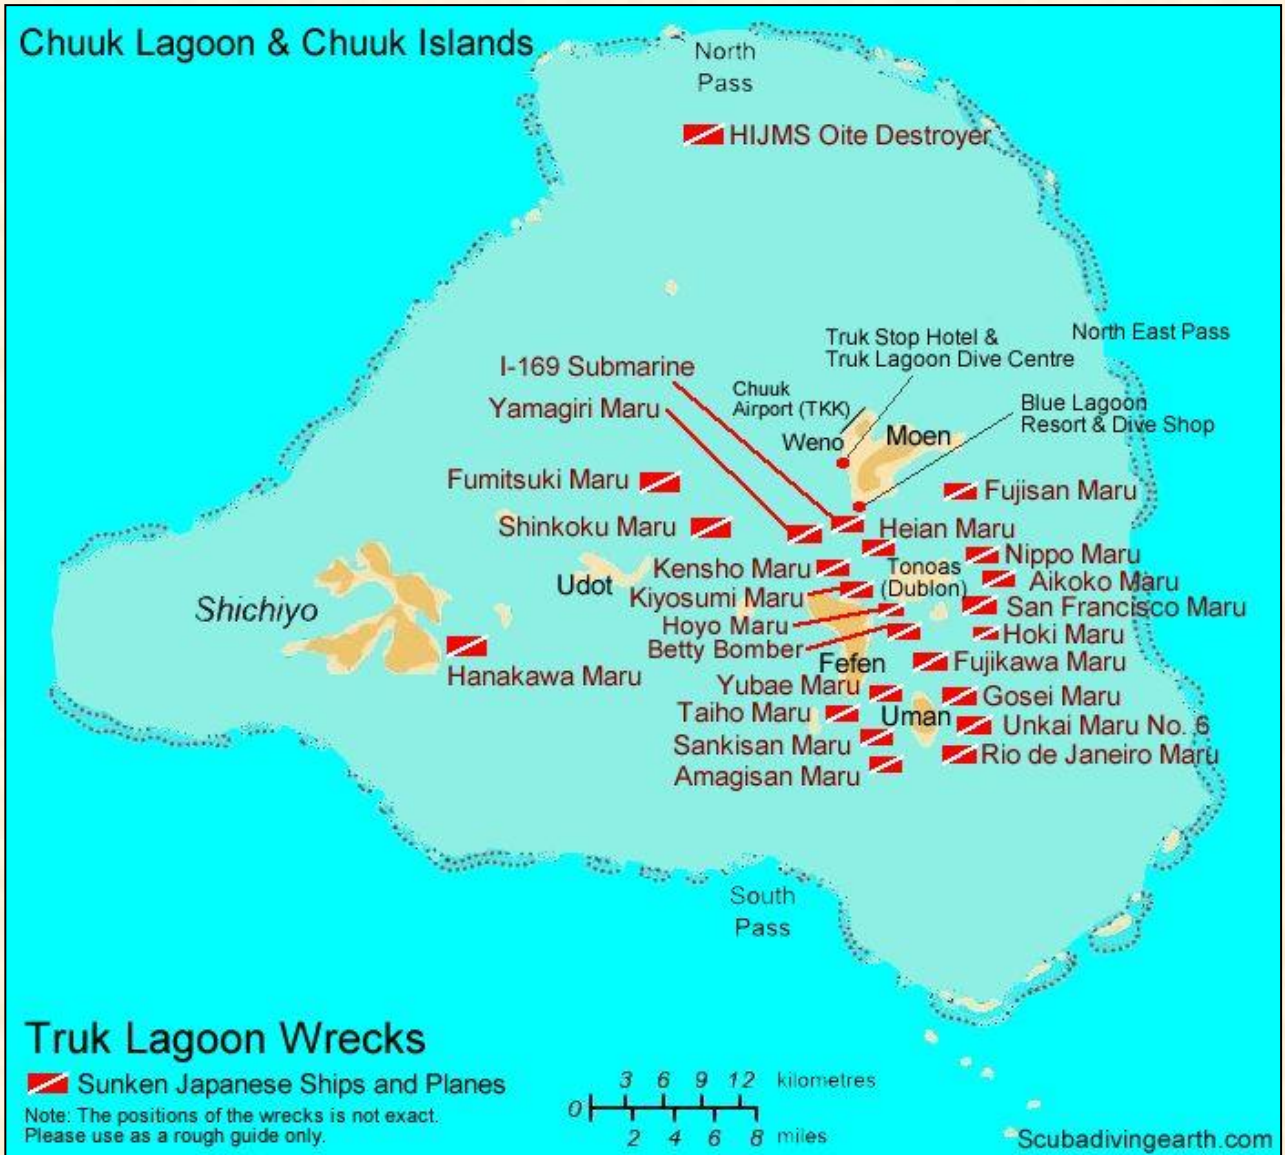 Chuuk Lagoon & Chuuk Islands
North
Pass
HIJMS Oite Destroyer
North East Pass
Truk Stop Hotel &
Truk Lagoon Dive Centre
I-169 Submarine
Yamagiri Maru
Chuuk
Airport (TKK)
Blue Lagoon
Resort & Dive Shop
Weno
Moen
Fumitsuki Maru
Fujisan Maru
Shinkoku Maru
Heian Maru
Nippo Maru
Kensho Maru
Tonoas
(Dublon)
Aikoko Maru
Udot
Kiyosumi Maru
San Francisco Maru
Shichiyo
Hoyo Maru
Hoki Maru
Betty Bomber
Fefen
Fujikawa Maru
Hanakawa Maru
Yubae Maru
Gosei Maru
Taiho Maru
Uman
Unkai Maru No. 6
Sankisan Maru
Rio de Janeiro Maru
Amagisan Maru
South
Pass
Truk Lagoon Wrecks
Sunken Japanese Ships and Planes
Note: The positions of the wrecks is not exact.
Please use as a rough guide only.
3 6 9 12 kilometres
0
2 4 6 8 miles
Scubadivingearth.com